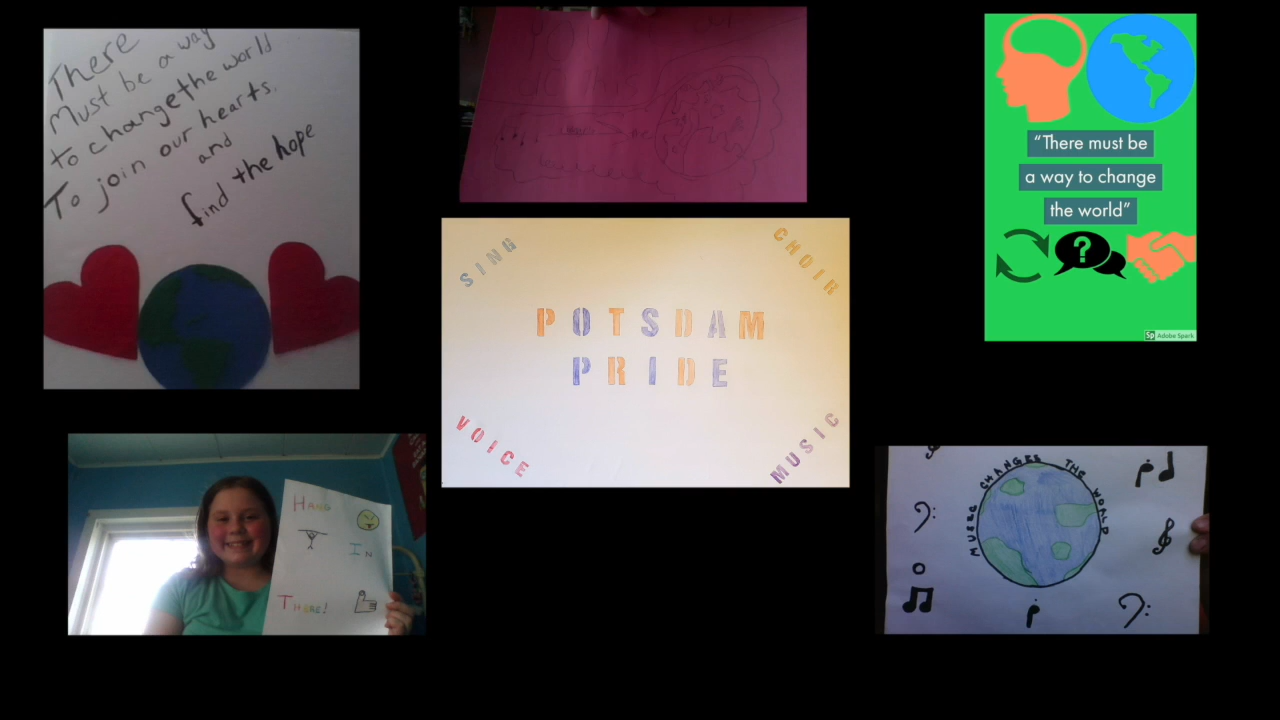 There
Must be a way
to change the world
To join our hearts.
and
find the hope
YOU
“There must be
a way to change
the world”
Sp Adobe Spark
SING
CHOIR
POTSDAM
PRIDE
VOICE
MUSIC
HANG
IN
THERE!
MUSIC CHANGES THE WORLD